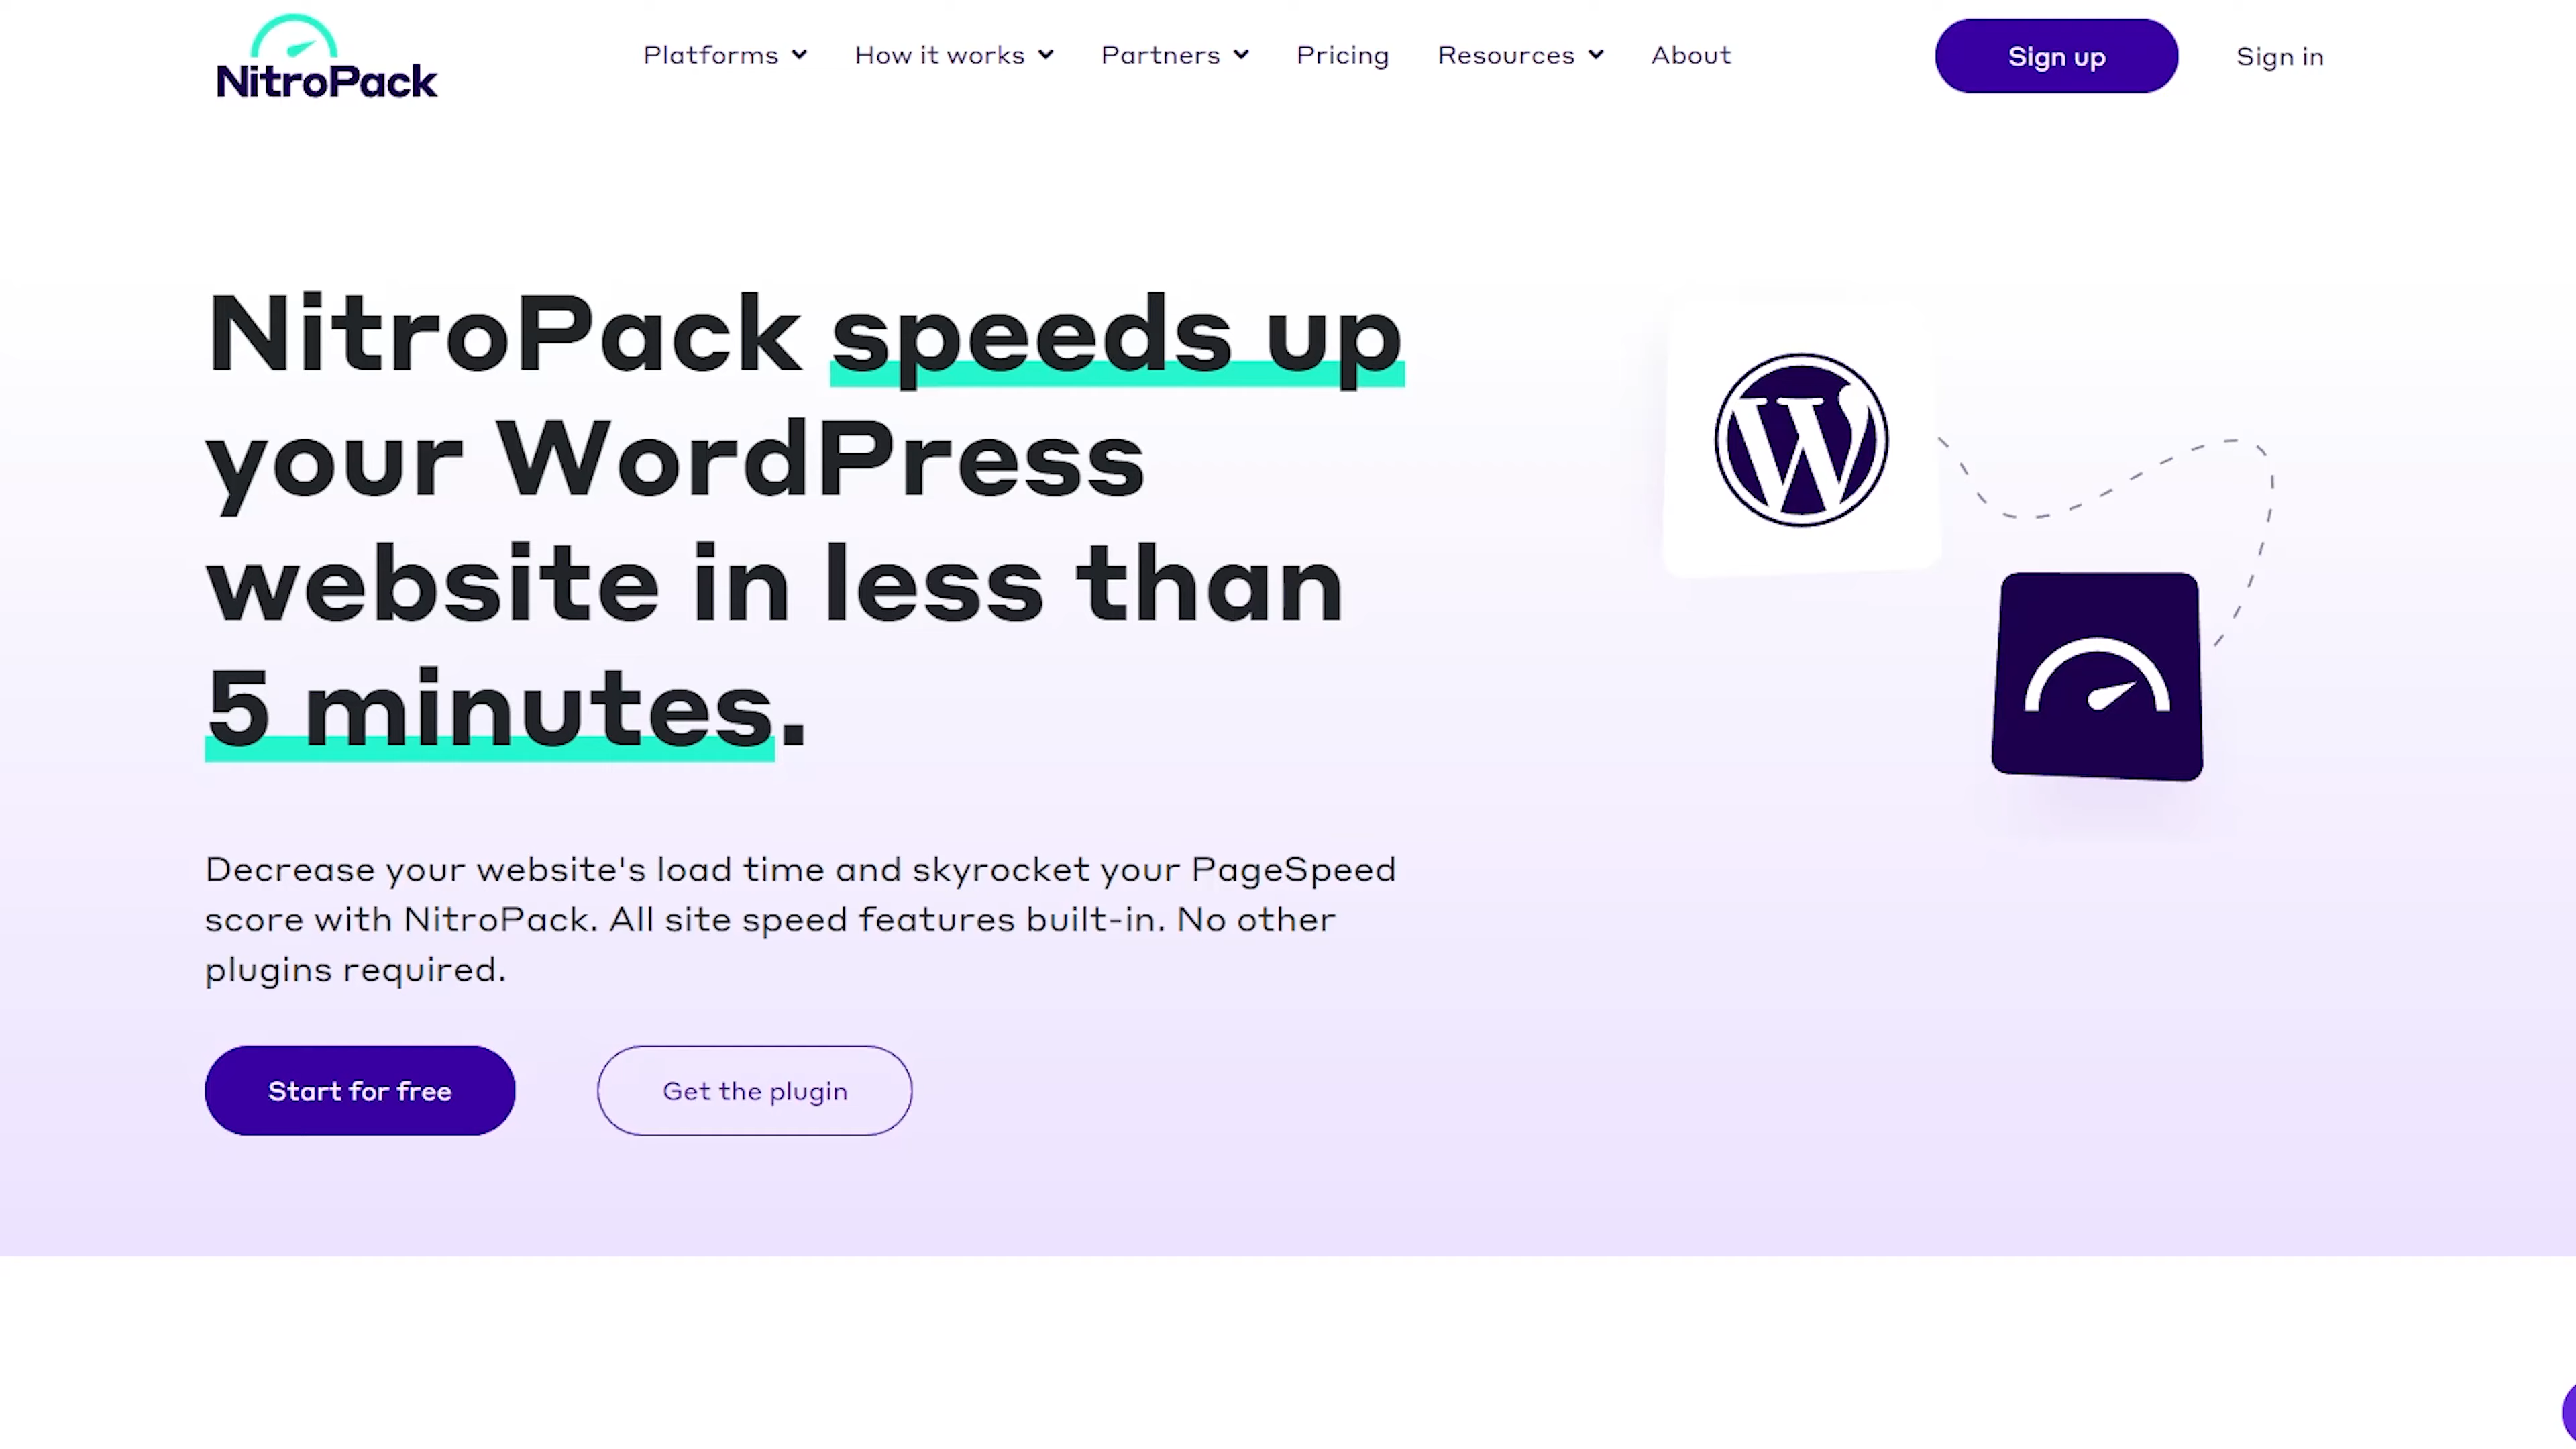 NitroPack
Platforms
How it works
Partners
Pricing
Resources
About
Sign up
Sign in
NitroPack speeds up
your WordPress
website in less than
5 minutes.
Decrease your website's load time and skyrocket your PageSpeed
score with NitroPack. All site speed features built-in. No other
plugins required.
Start for free
Get the plugin